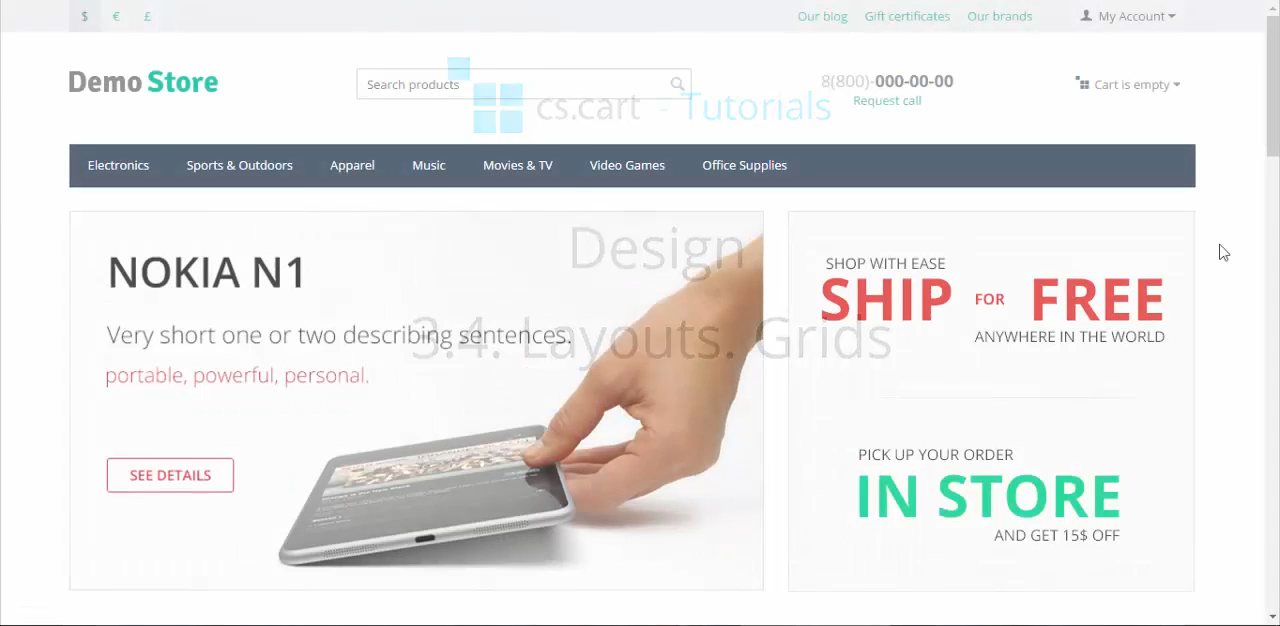 $ € £ Our blog Gift certificates Our brands My Account
Demo Store Search products 8(800)-000-00-00 Cart is empty
Request call
cs.cart - Tutorials
Electronics Sports & Outdoors Apparel Music Movies & TV Video Games Office Supplies
Design
3.4. Layouts. Grids
NOKIA N1
Very short one or two describing sentences.
portable, powerful, personal.
SEE DETAILS
SHOP WITH EASE
SHIP FOR FREE
ANYWHERE IN THE WORLD
PICK UP YOUR ORDER
IN STORE
AND GET 15$ OFF